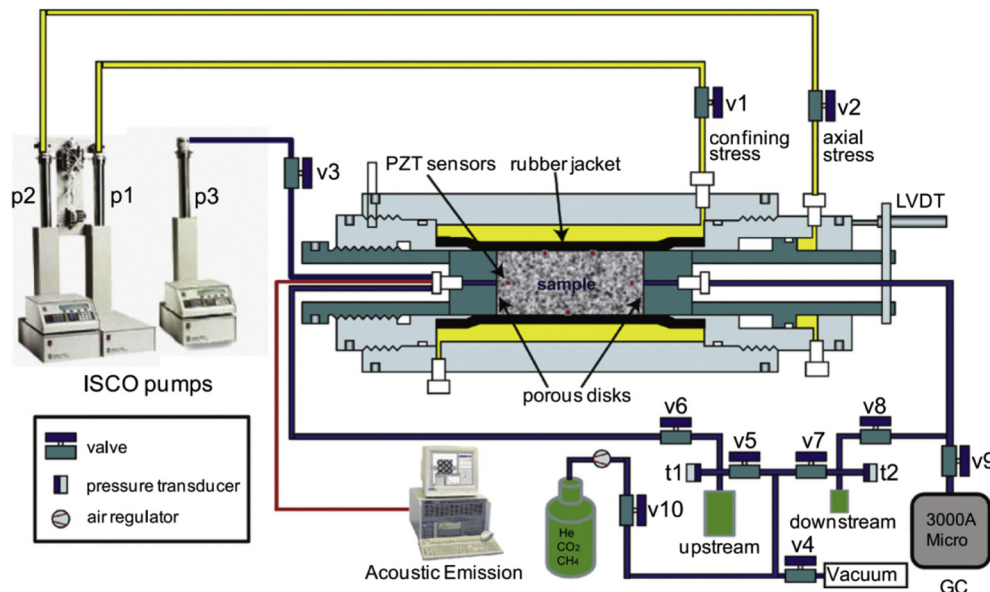 v1
v2
confining
stress
axial
stress
v3
PZT sensors
rubber jacket
LVDT
p2
p1
p3
sample
ISCO pumps
porous disks
valve
pressure transducer
air regulator
v6
v8
v5
v7
v9
t1
t2
v10
He
CO₂
CH₄
upstream
downstream
3000A
Micro
v4
Vacuum
GC
Acoustic Emission